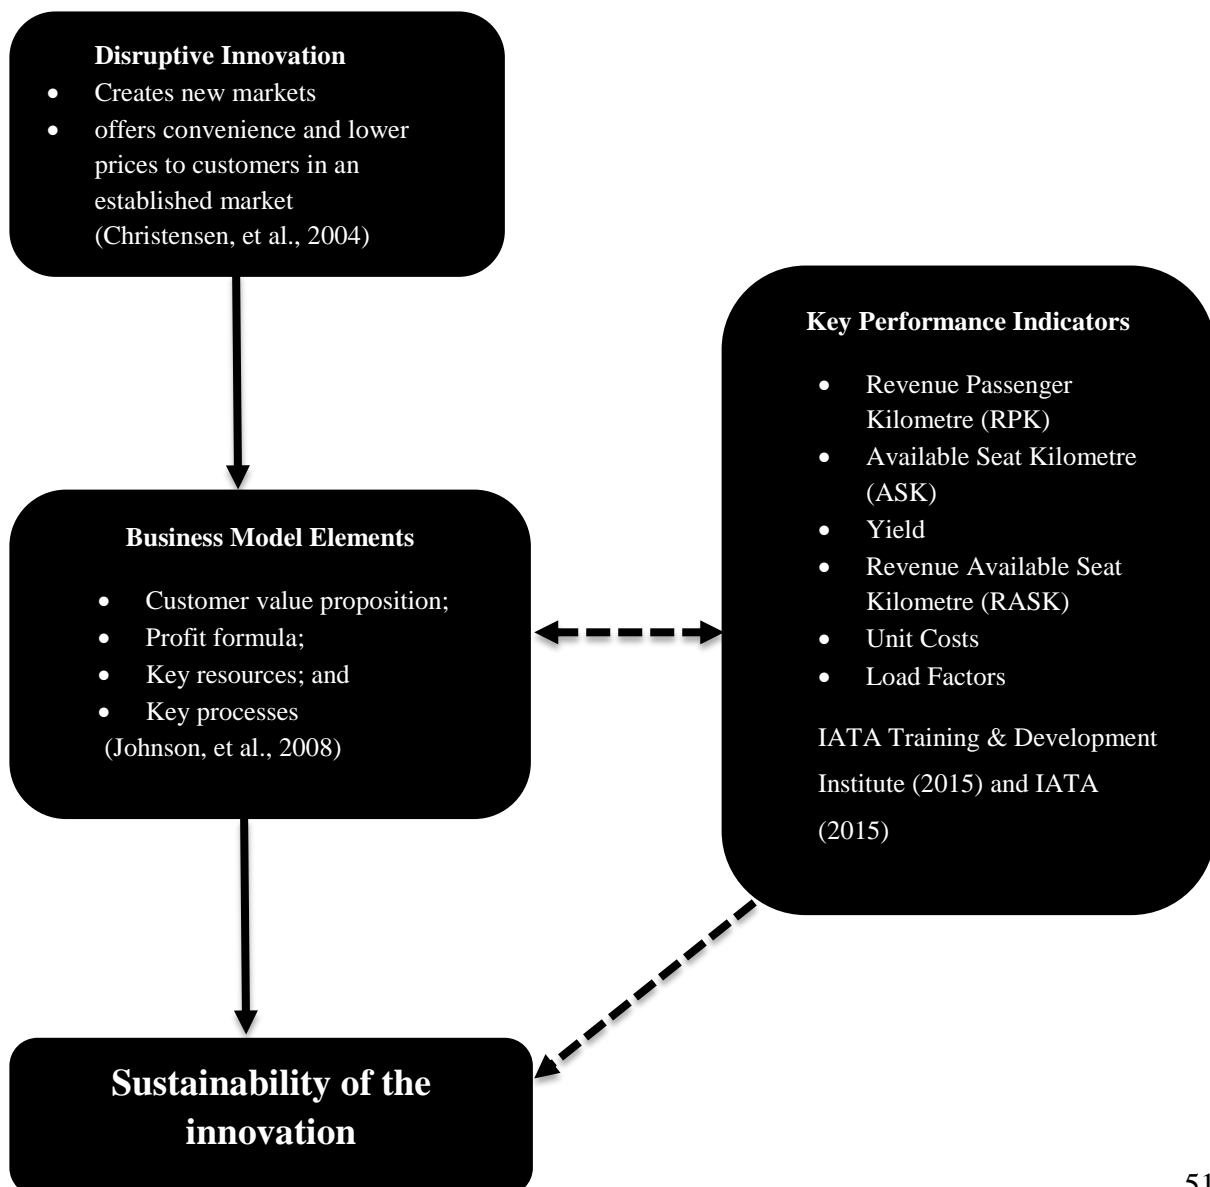 Disruptive Innovation
• Creates new markets
• offers convenience and lower
prices to customers in an
established market
(Christensen, et al., 2004)
Key Performance Indicators
• Revenue Passenger
Kilometre (RPK)
• Available Seat Kilometre
(ASK)
• Yield
• Revenue Available Seat
Kilometre (RASK)
• Unit Costs
• Load Factors
IATA Training & Development
Institute (2015) and IATA
(2015)
Business Model Elements
• Customer value proposition;
• Profit formula;
• Key resources; and
• Key processes
(Johnson, et al., 2008)
Sustainability of the
innovation
51